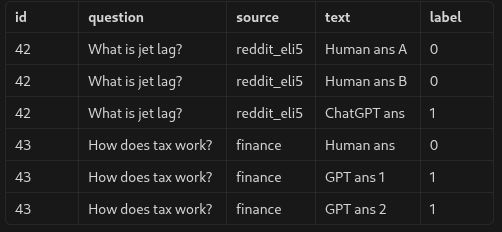 id question source text label
42 What is jet lag? reddit_eli5 Human ans A 0
42 What is jet lag? reddit_eli5 Human ans B 0
42 What is jet lag? reddit_eli5 ChatGPT ans 1
43 How does tax work? finance Human ans 0
43 How does tax work? finance GPT ans 1 1
43 How does tax work? finance GPT ans 2 1